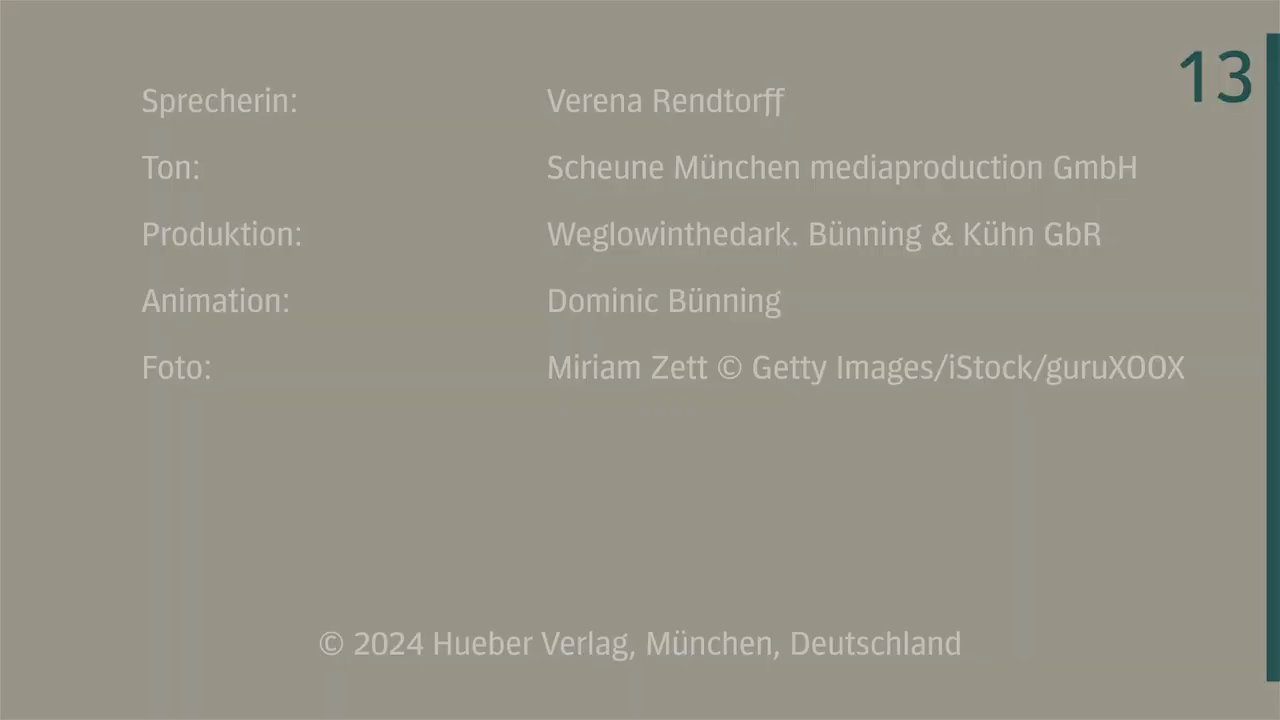 13
Sprecherin: Verena Rendtorff
Ton: Scheune München mediaproduction GmbH
Produktion: Weglowinthedark. Bünning & Kühn GbR
Animation: Dominic Bünning
Foto: Miriam Zett © Getty Images/iStock/guruXOOX
© 2024 Hueber Verlag, München, Deutschland